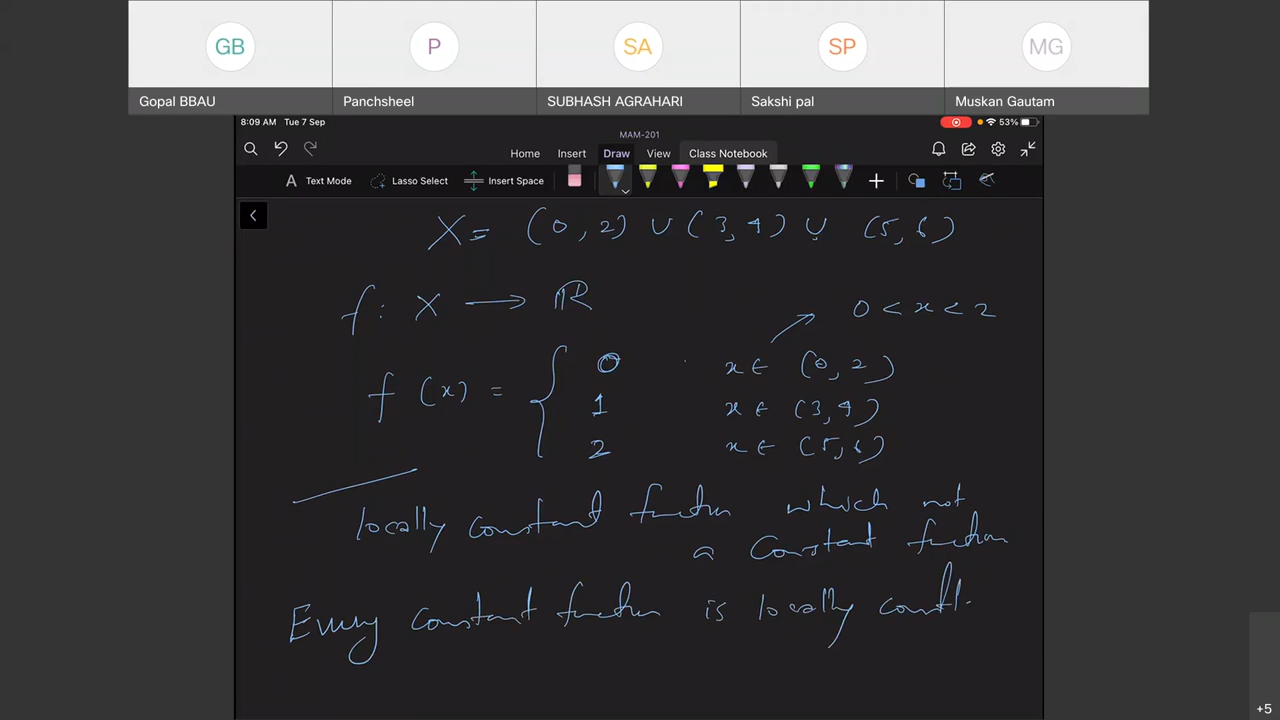 GB P SA SP MG
Gopal BBAU Panchsheel SUBHASH AGRAHARI Sakshi pal Muskan Gautam
8:09 AM Tue 7 Sep 53%
MAM-201
Home Insert Draw View Class Notebook
A Text Mode Lasso Select Insert Space
X = (0, 2) ∪ (3, 4) ∪ (5, 6)
f: X → ℝ 0 < x < 2
f(x) = { 0 x ∈ (0, 2)
1 x ∈ (3, 4)
2 x ∈ (5, 6)
locally constant function which not
a constant function
Every constant function is locally constt.
+5